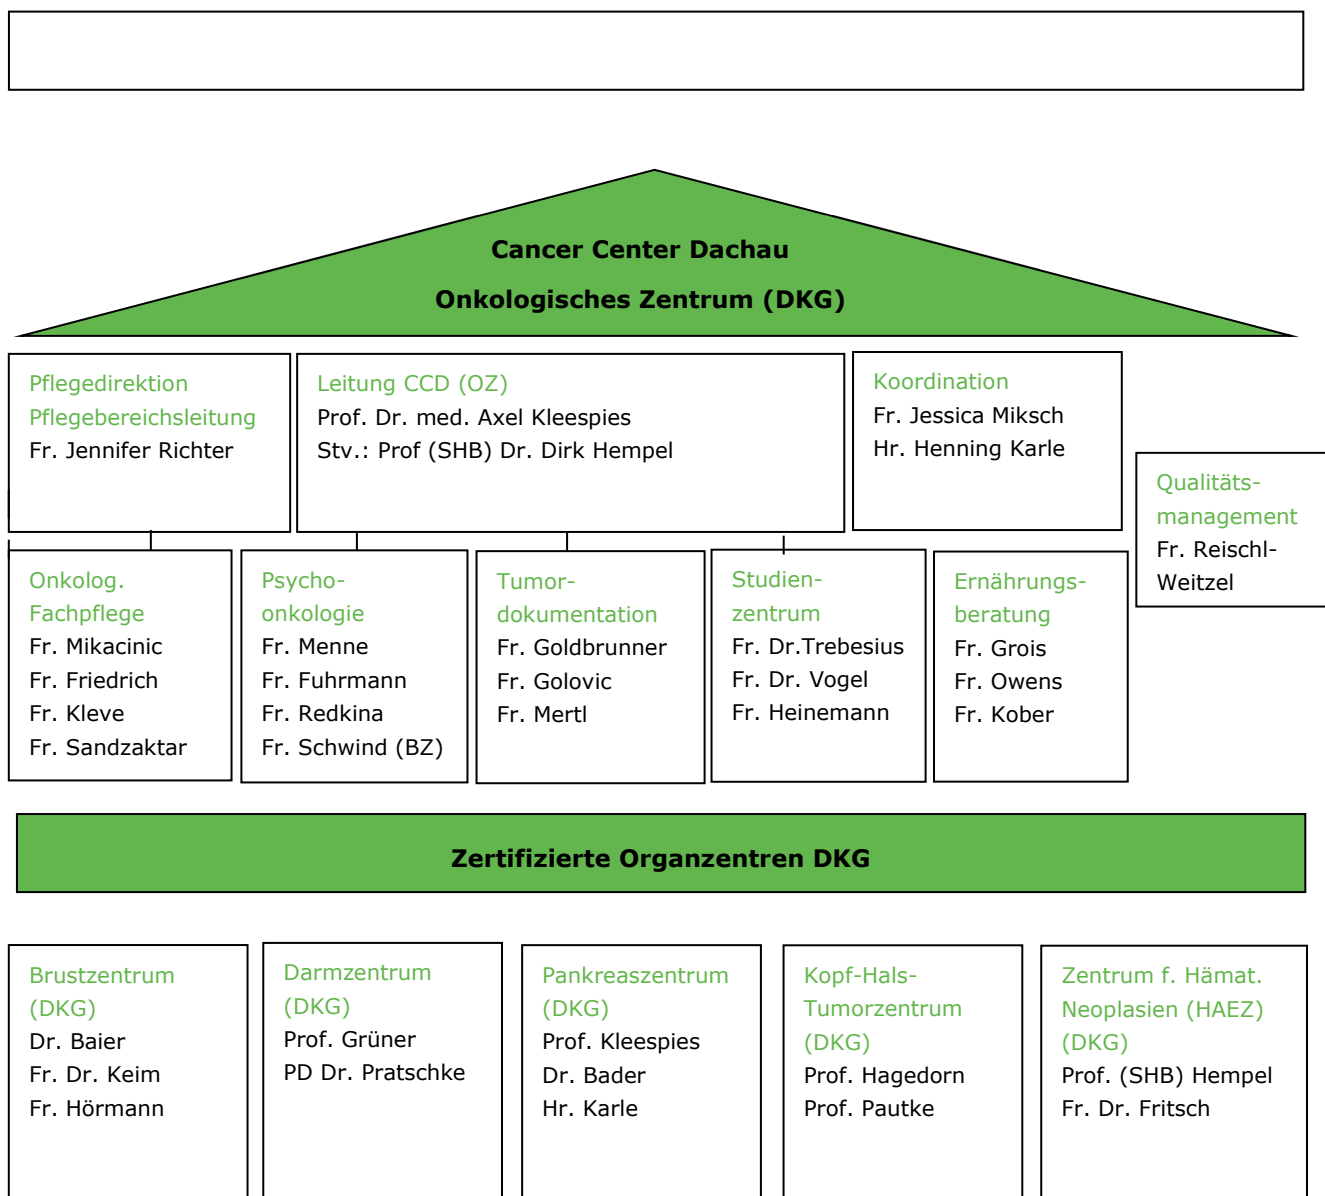 Cancer Center Dachau
Onkologisches Zentrum (DKG)
Pflegedirektion
Pflegebereichsleitung
Fr. Jennifer Richter
Leitung CCD (OZ)
Prof. Dr. med. Axel Kleespies
Stv.: Prof (SHB) Dr. Dirk Hempel
Koordination
Fr. Jessica Miksch
Hr. Henning Karle
Qualitäts-
management
Fr. Reischl-
Weitzel
Onkolog.
Fachpflege
Fr. Mikacinic
Fr. Friedrich
Fr. Kleve
Fr. Sandzaktar
Psycho-
onkologie
Fr. Menne
Fr. Fuhrmann
Fr. Redkina
Fr. Schwind (BZ)
Tumor-
dokumentation
Fr. Goldbrunner
Fr. Golovic
Fr. Mertl
Studien-
zentrum
Fr. Dr.Trebesius
Fr. Dr. Vogel
Fr. Heinemann
Ernährungs-
beratung
Fr. Grois
Fr. Owens
Fr. Kober
Zertifizierte Organzentren DKG
Brustzentrum
(DKG)
Dr. Baier
Fr. Dr. Keim
Fr. Hörmann
Darmzentrum
(DKG)
Prof. Grüner
PD Dr. Pratschke
Pankreaszentrum
(DKG)
Prof. Kleespies
Dr. Bader
Hr. Karle
Kopf-Hals-
Tumorzentrum
(DKG)
Prof. Hagedorn
Prof. Pautke
Zentrum f. Hämat.
Neoplasien (HAEZ)
(DKG)
Prof. (SHB) Hempel
Fr. Dr. Fritsch